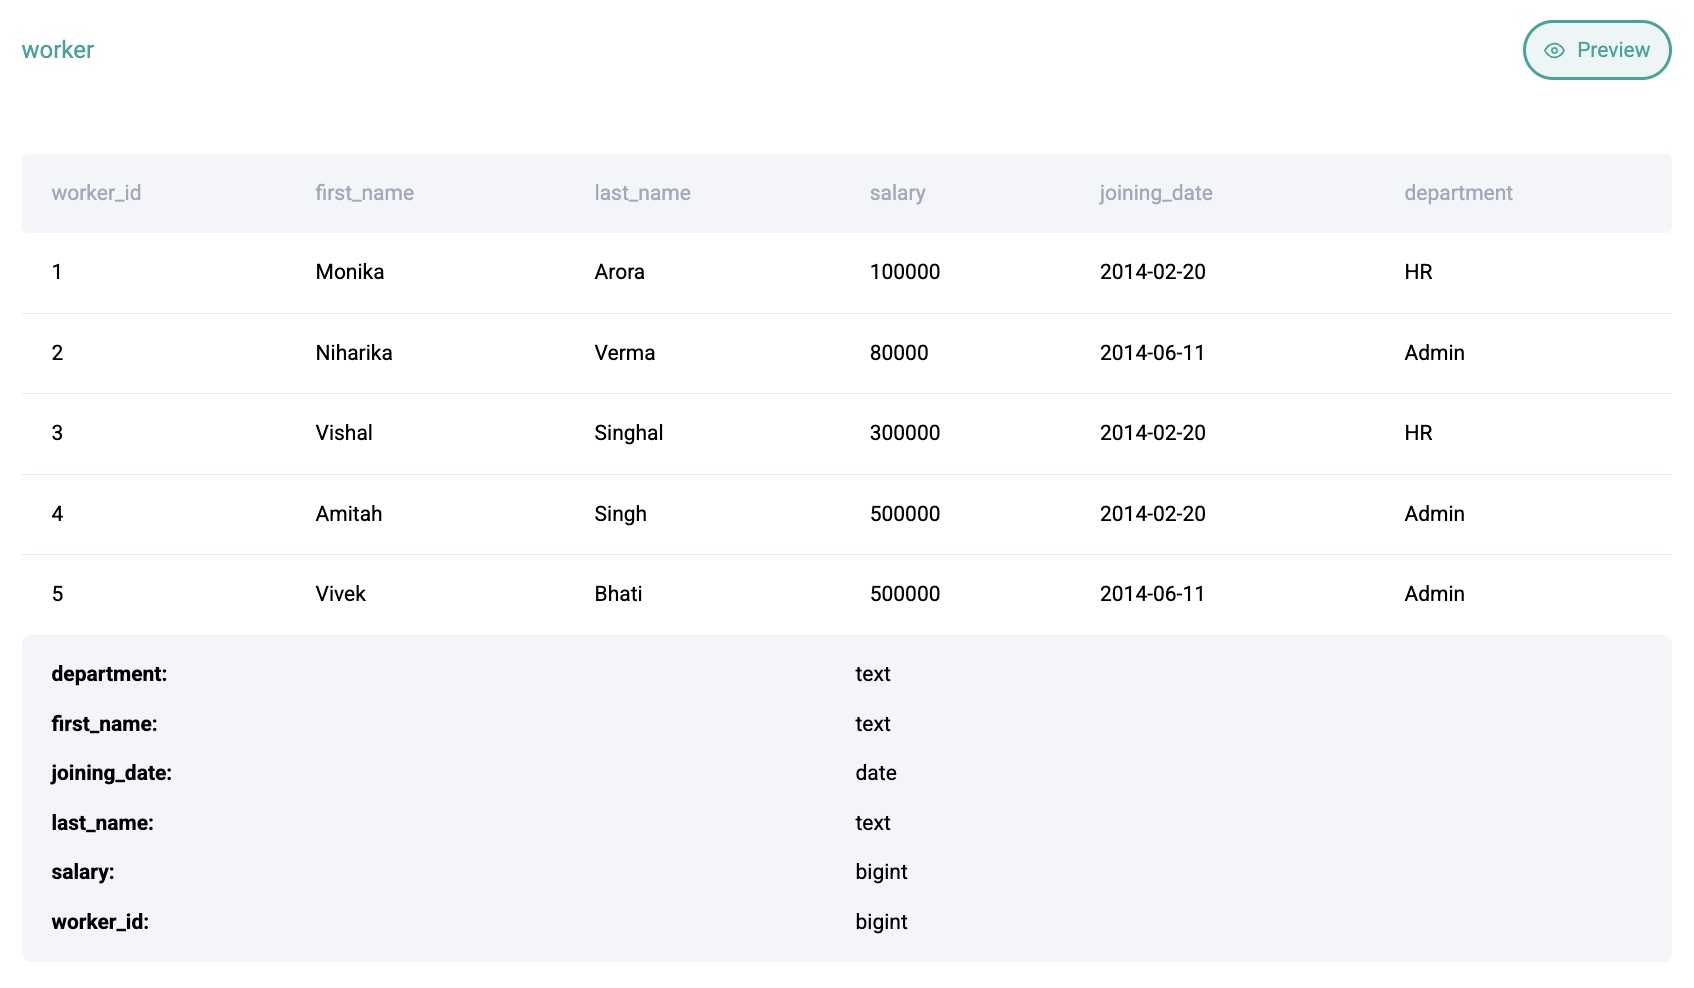 worker
Preview
worker_id first_name last_name salary joining_date department
1 Monika Arora 100000 2014-02-20 HR
2 Niharika Verma 80000 2014-06-11 Admin
3 Vishal Singhal 300000 2014-02-20 HR
4 Amitah Singh 500000 2014-02-20 Admin
5 Vivek Bhati 500000 2014-06-11 Admin
department: text
first_name: text
joining_date: date
last_name: text
salary: bigint
worker_id: bigint